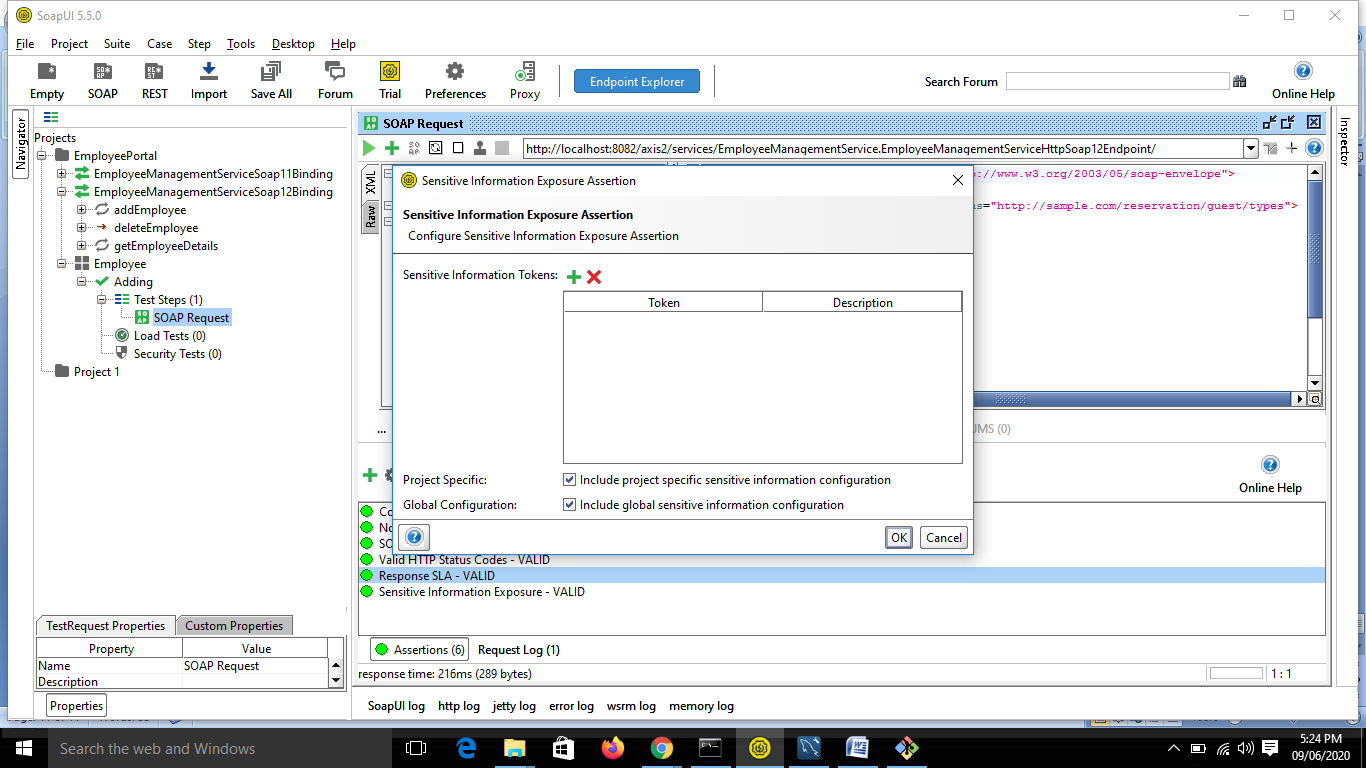 SoapUI 5.5.0
File Project Suite Case Step Tools Desktop Help
Empty SOAP REST Import Save All Forum Trial Preferences Proxy Endpoint Explorer Search Forum Online Help
Navigator
Projects
EmployeePortal
EmployeeManagementServiceSoap11Binding
EmployeeManagementServiceSoap12Binding
addEmployee
deleteEmployee
getEmployeeDetails
Employee
Adding
Test Steps (1)
SOAP Request
Load Tests (0)
Security Tests (0)
Project 1
TestRequest Properties Custom Properties
Property Value
Name SOAP Request
Description
Properties
SOAP Request
http://localhost:8082/axis2/services/EmployeeManagementService.EmployeeManagementServiceHttpSoap12Endpoint/
XML
Raw
://www.w3.org/2003/05/soap-envelope">
="http://sample.com/reservation/guest/types">
Inspector
Sensitive Information Exposure Assertion
Sensitive Information Exposure Assertion
Configure Sensitive Information Exposure Assertion
Sensitive Information Tokens:
Token Description
Project Specific: Include project specific sensitive information configuration
Global Configuration: Include global sensitive information configuration
OK Cancel
...
MS (0)
Online Help
Co
No
SO
Valid HTTP Status Codes - VALID
Response SLA - VALID
Sensitive Information Exposure - VALID
Assertions (6) Request Log (1)
response time: 216ms (289 bytes) 1 : 1
SoapUI log http log jetty log error log wsrm log memory log
Search the web and Windows
5:24 PM
09/06/2020